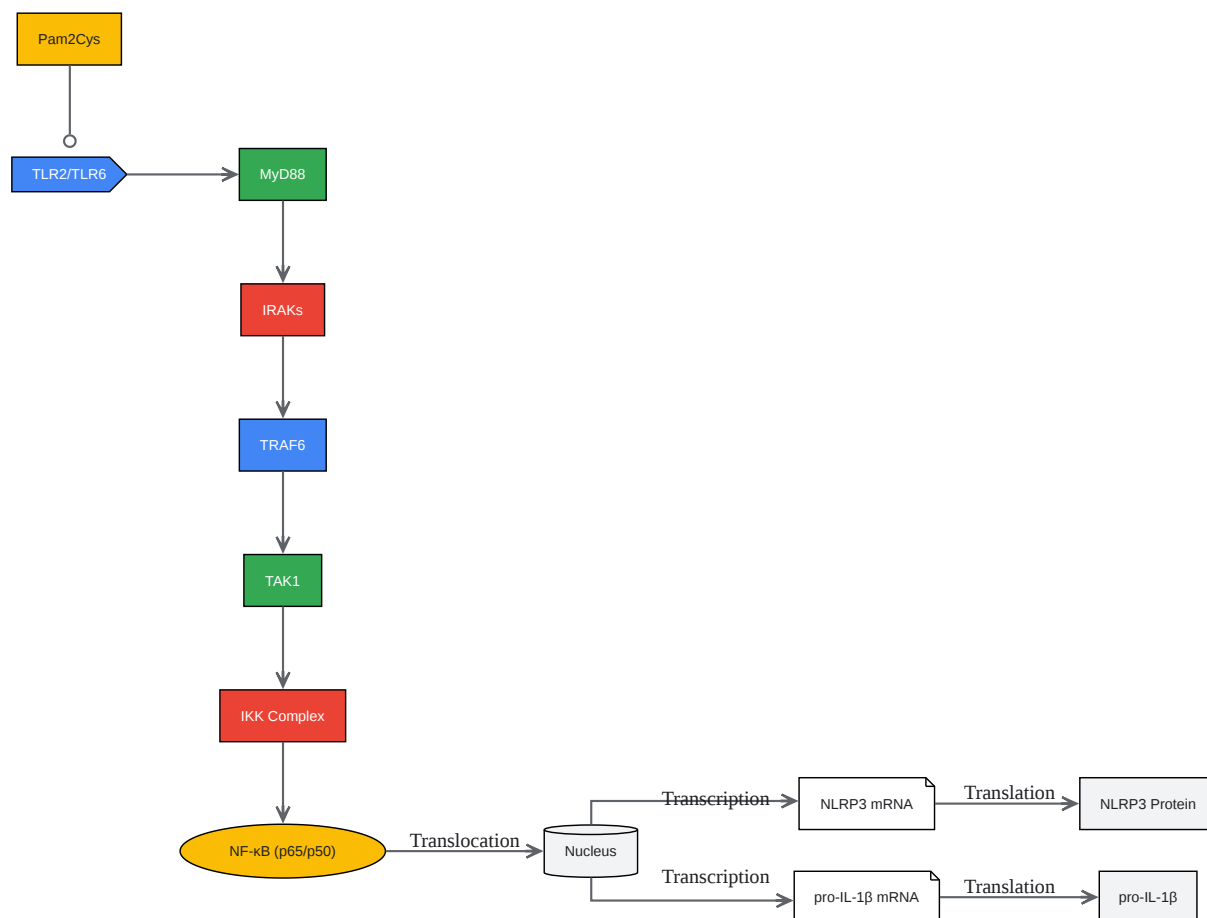 Pam2Cys
TLR2/TLR6
MyD88
IRAKs
TRAF6
TAK1
IKK Complex
NF-κB (p65/p50)
Translocation
Nucleus
Transcription
NLRP3 mRNA
Translation
NLRP3 Protein
Transcription
pro-IL-1β mRNA
Translation
pro-IL-1β